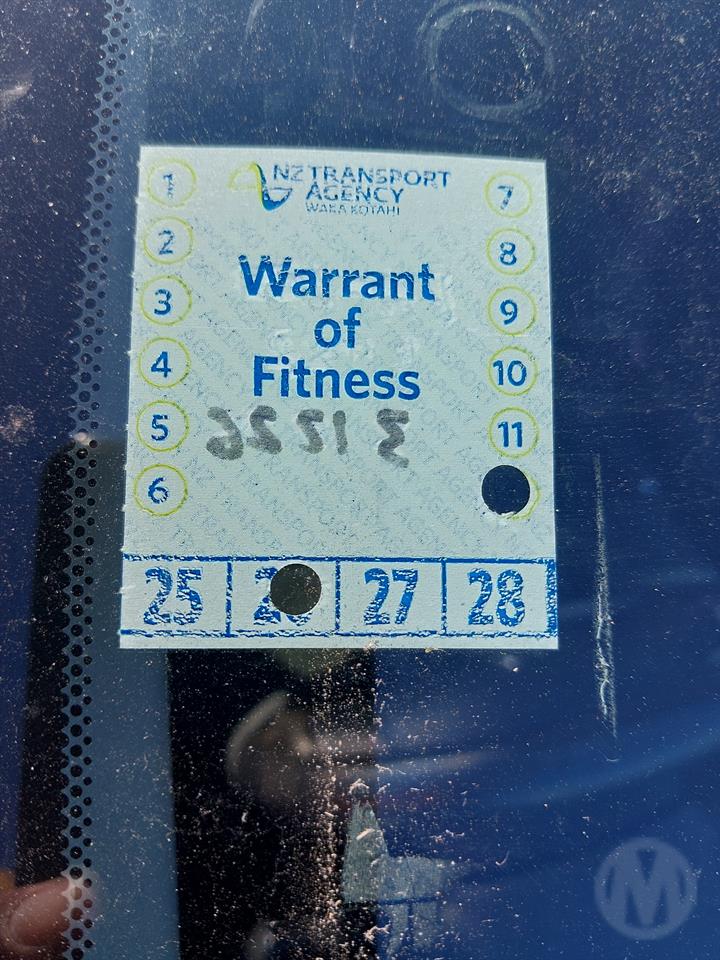 NZ TRANSPORT
AGENCY
WAKA KOTAHI
Warrant
of
Fitness
1
2
3
4
5
6
7
8
9
10
11
25 27 28
M